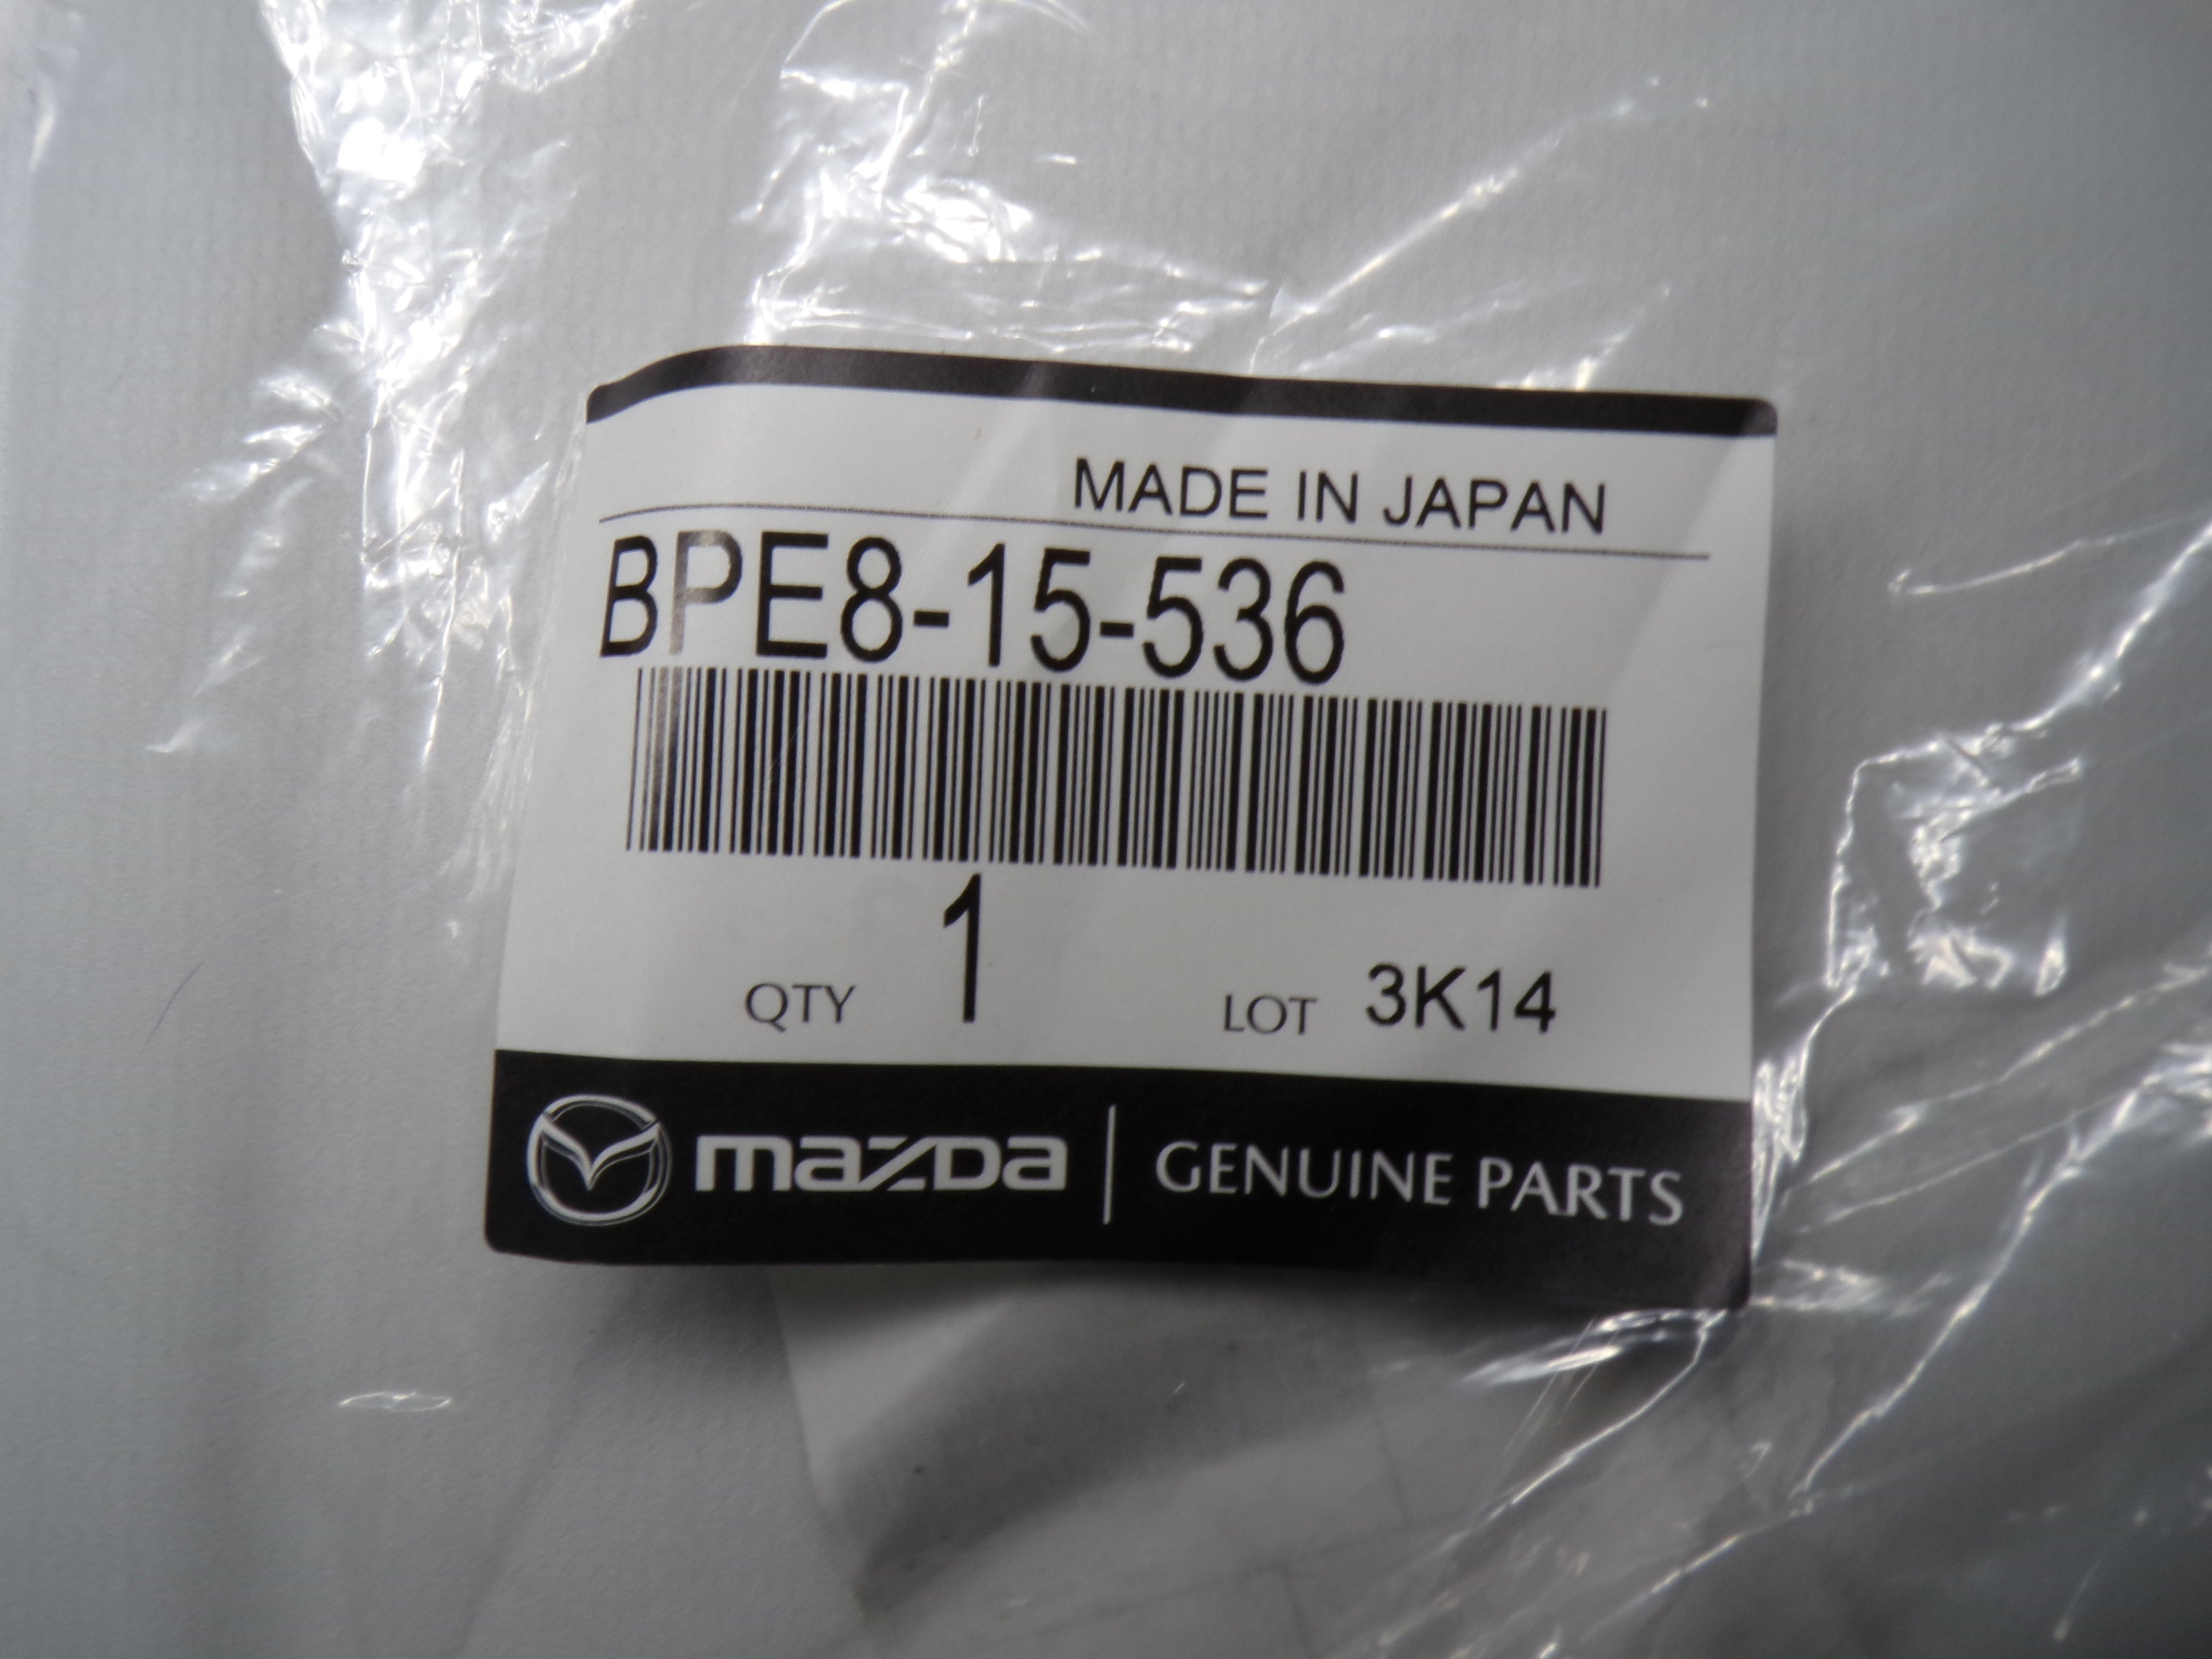 MADE IN JAPAN
BPE8-15-536
QTY 1 LOT 3K14
mazda | GENUINE PARTS